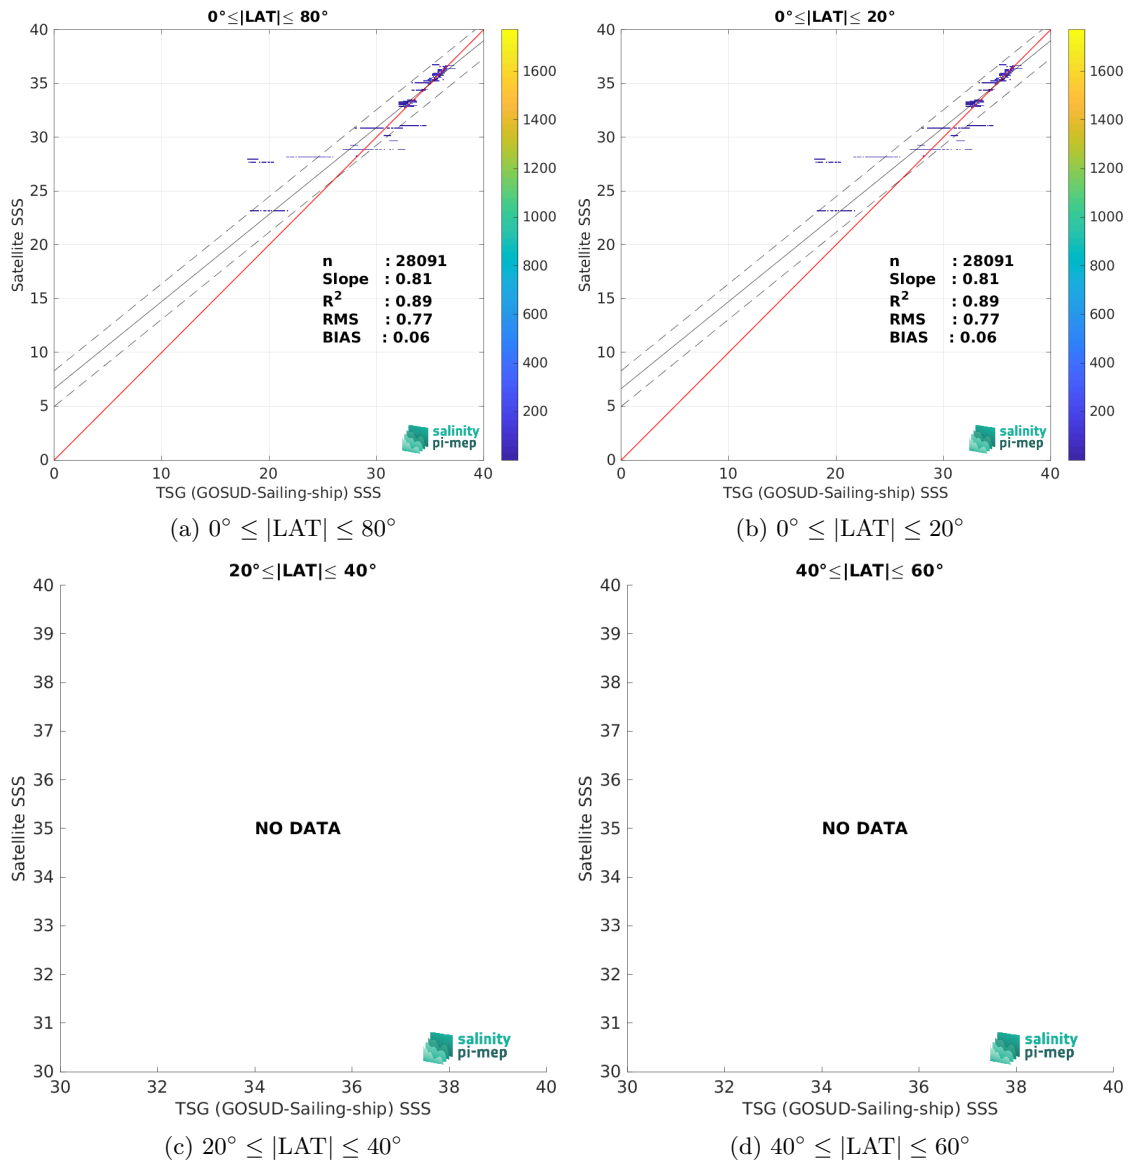 0°≤|LAT|≤ 80°
40
35
30
25
20
15
10
5
0
Satellite SSS
0
10
20
30
40
TSG (GOSUD-Sailing-ship) SSS
n : 28091
Slope : 0.81
R² : 0.89
RMS : 0.77
BIAS : 0.06
salinity
pi-mep
1600
1400
1200
1000
800
600
400
200
(a) 0° ≤ |LAT| ≤ 80°
0°≤|LAT|≤ 20°
40
35
30
25
20
15
10
5
0
Satellite SSS
0
10
20
30
40
TSG (GOSUD-Sailing-ship) SSS
n : 28091
Slope : 0.81
R² : 0.89
RMS : 0.77
BIAS : 0.06
salinity
pi-mep
1600
1400
1200
1000
800
600
400
200
(b) 0° ≤ |LAT| ≤ 20°
20°≤|LAT|≤ 40°
40
39
38
37
36
35
34
33
32
31
30
Satellite SSS
NO DATA
salinity
pi-mep
30
32
34
36
38
40
TSG (GOSUD-Sailing-ship) SSS
(c) 20° ≤ |LAT| ≤ 40°
40°≤|LAT|≤ 60°
40
39
38
37
36
35
34
33
32
31
30
Satellite SSS
NO DATA
salinity
pi-mep
30
32
34
36
38
40
TSG (GOSUD-Sailing-ship) SSS
(d) 40° ≤ |LAT| ≤ 60°